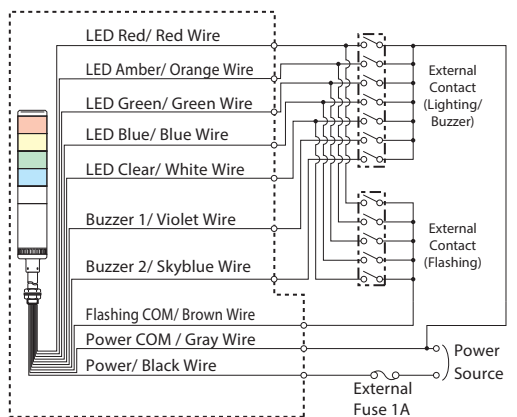 LED Red/ Red Wire
LED Amber/ Orange Wire
LED Green/ Green Wire
LED Blue/ Blue Wire
LED Clear/ White Wire
Buzzer 1/ Violet Wire
Buzzer 2/ Skyblue Wire
Flashing COM/ Brown Wire
Power COM / Gray Wire
Power/ Black Wire
External
Contact
(Lighting/
Buzzer)
External
Contact
(Flashing)
Power
Source
External
Fuse 1A